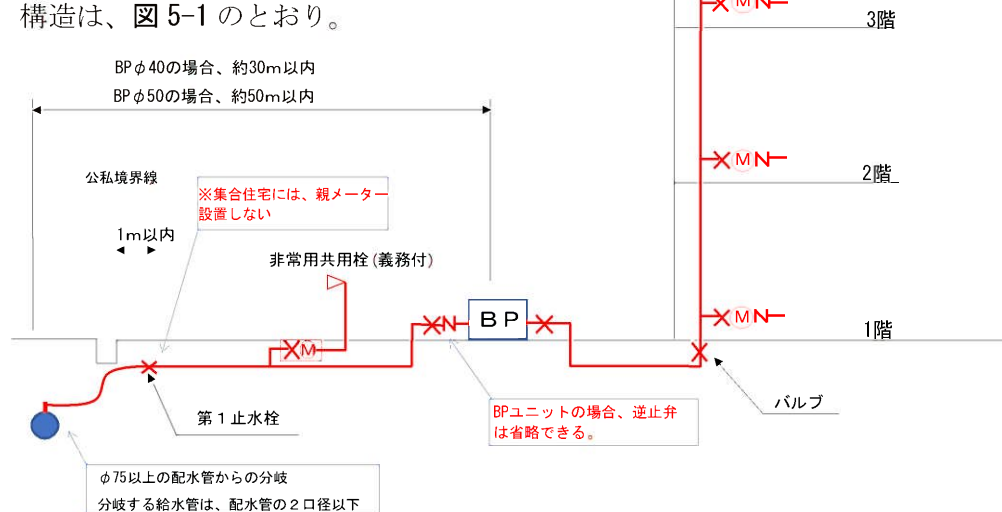 構造は、図 5-1 のとおり。
3階
M N
BPφ40の場合、約30m以内
BPφ50の場合、約50m以内
M N
2階
公私境界線
※集合住宅には、親メーター
設置しない
1m以内
非常用共用栓(義務付)
N
BP
M N
1階
M
第1止水栓
BPユニットの場合、逆止弁
は省略できる。
バルブ
φ75以上の配水管からの分岐
分岐する給水管は、配水管の2口径以下